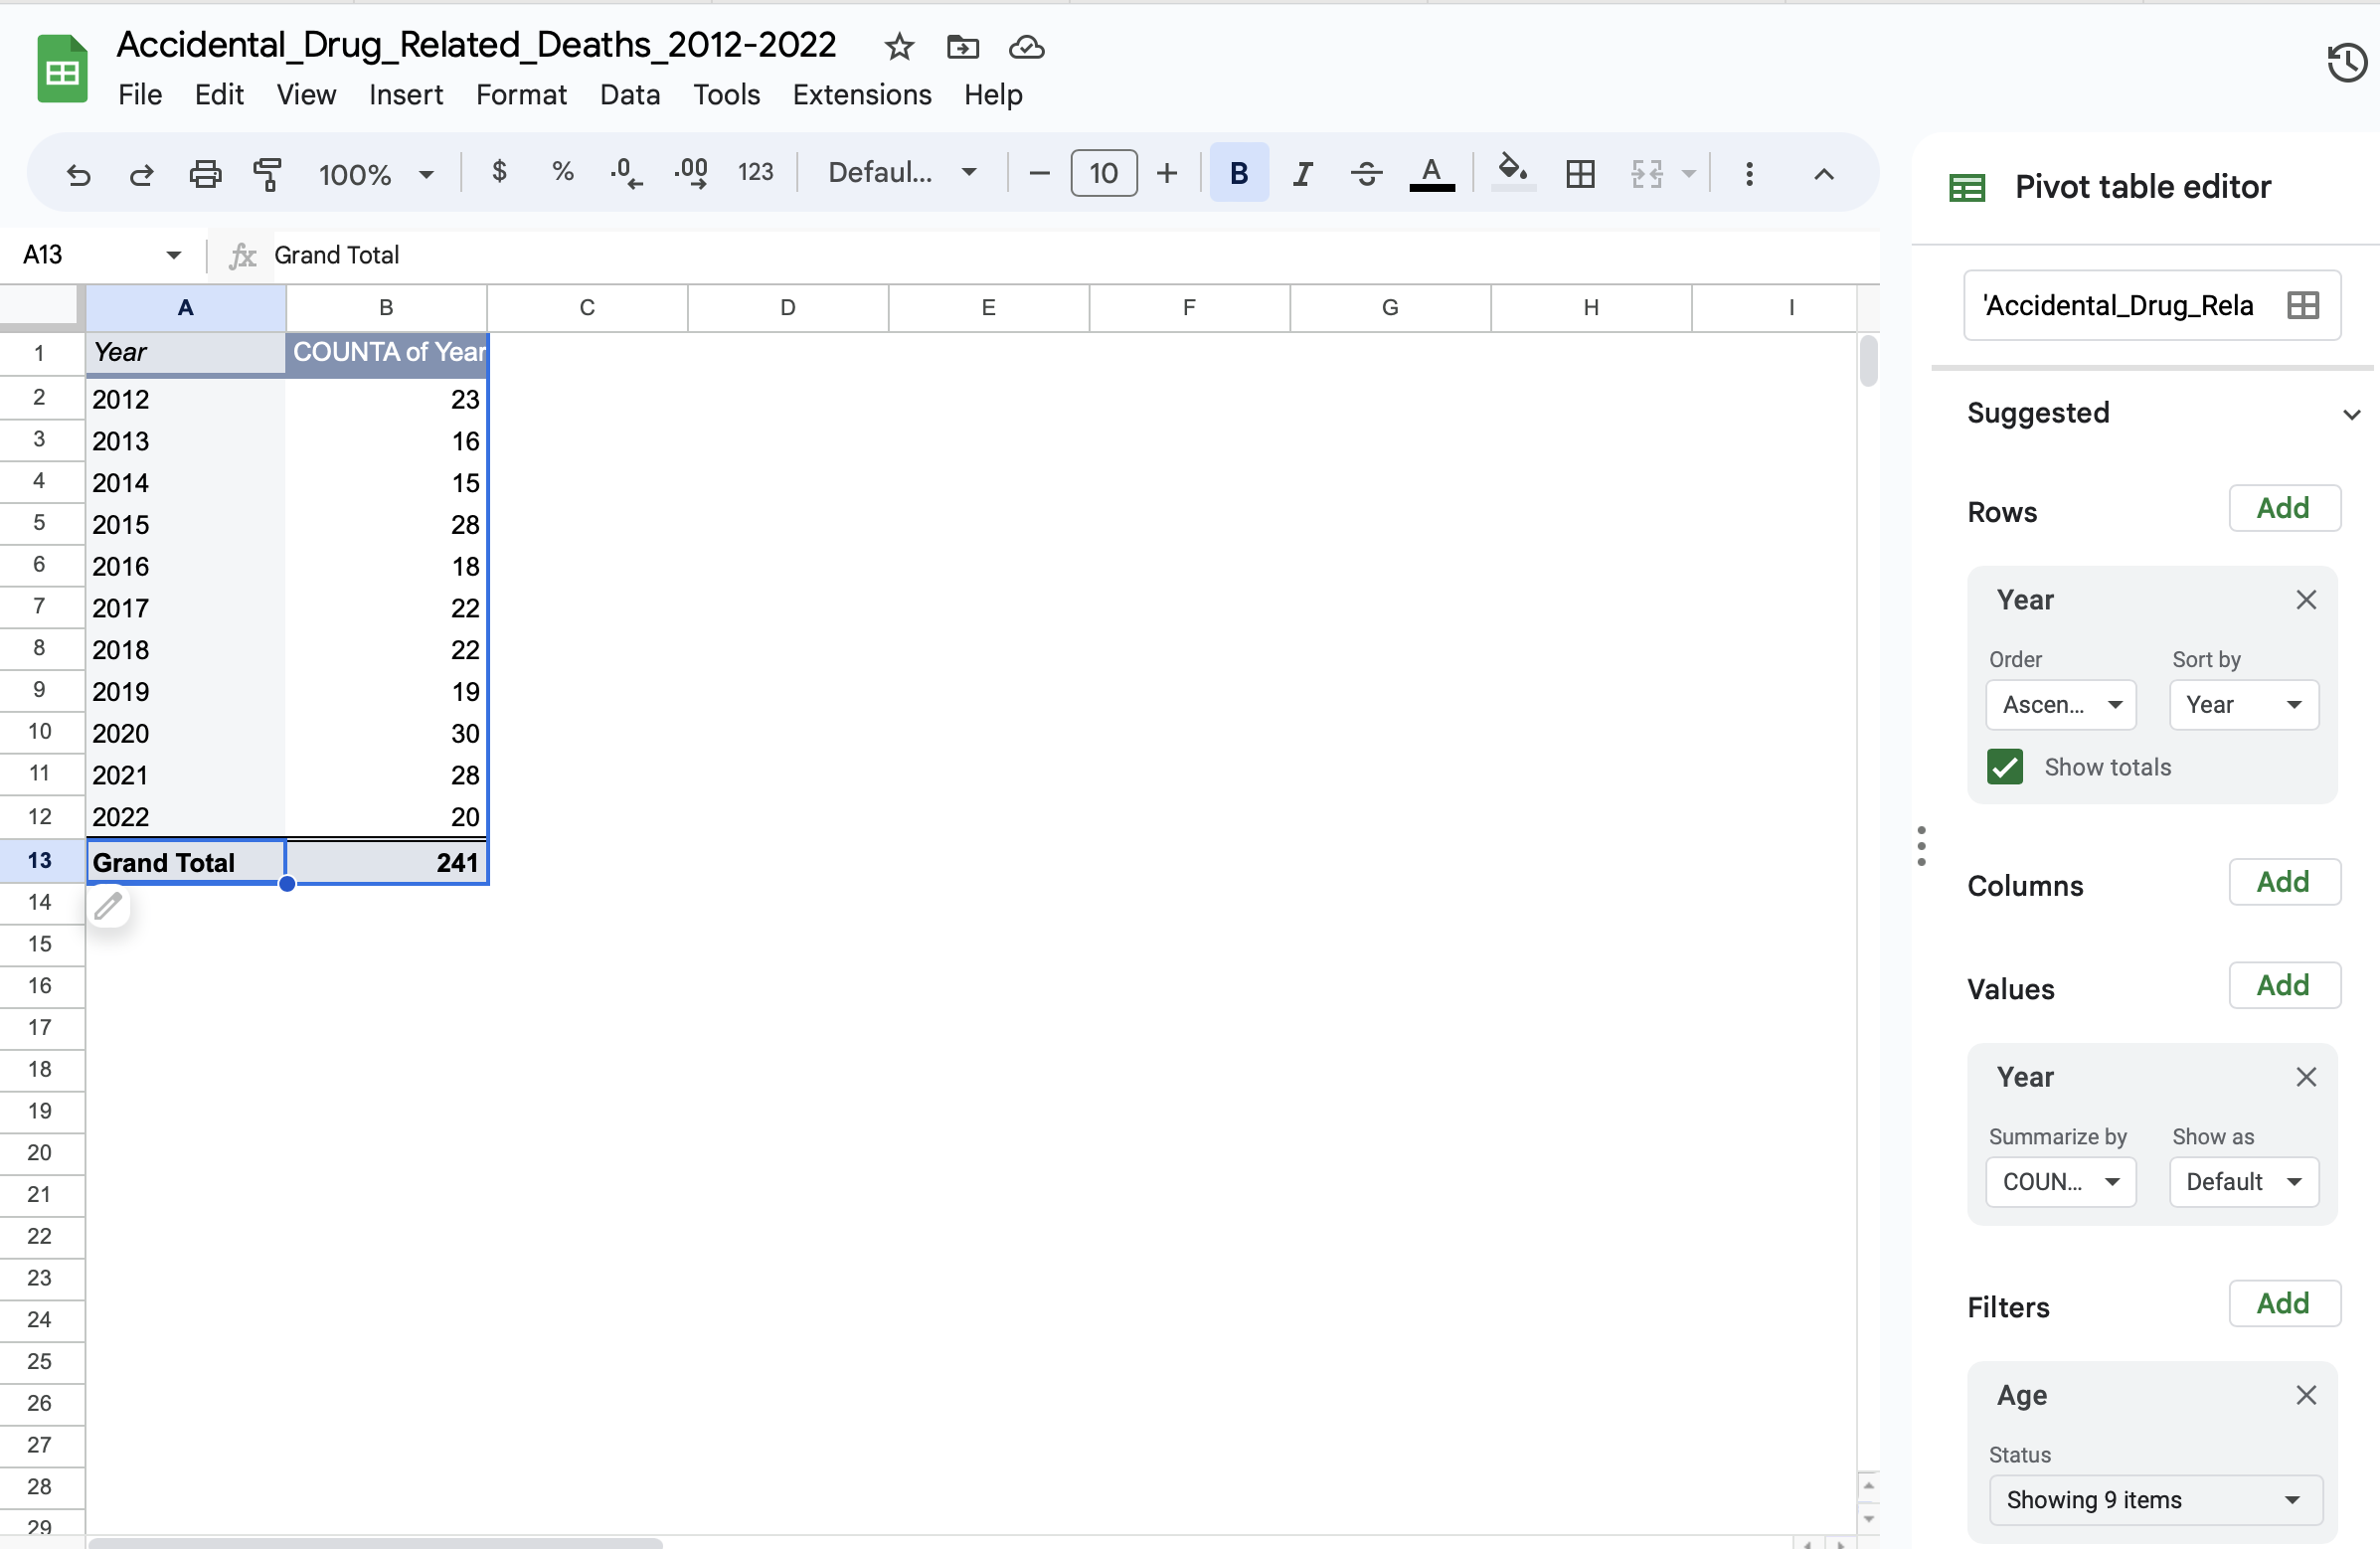 Accidental_Drug_Related_Deaths_2012-2022
File Edit View Insert Format Data Tools Extensions Help
100% $ % .0 .00 123 Defaul... 10 B I S A
Pivot table editor
A13 fx Grand Total
'Accidental_Drug_Rela
A B C D E F G H I
1 Year COUNTA of Year
2 2012 23
3 2013 16
4 2014 15
5 2015 28
6 2016 18
7 2017 22
8 2018 22
9 2019 19
10 2020 30
11 2021 28
12 2022 20
13 Grand Total 241
14
15
16
17
18
19
20
21
22
23
24
25
26
27
28
29
Suggested
Rows Add
Year
Order Sort by
Ascen... Year
Show totals
Columns Add
Values Add
Year
Summarize by Show as
COUN... Default
Filters Add
Age
Status
Showing 9 items